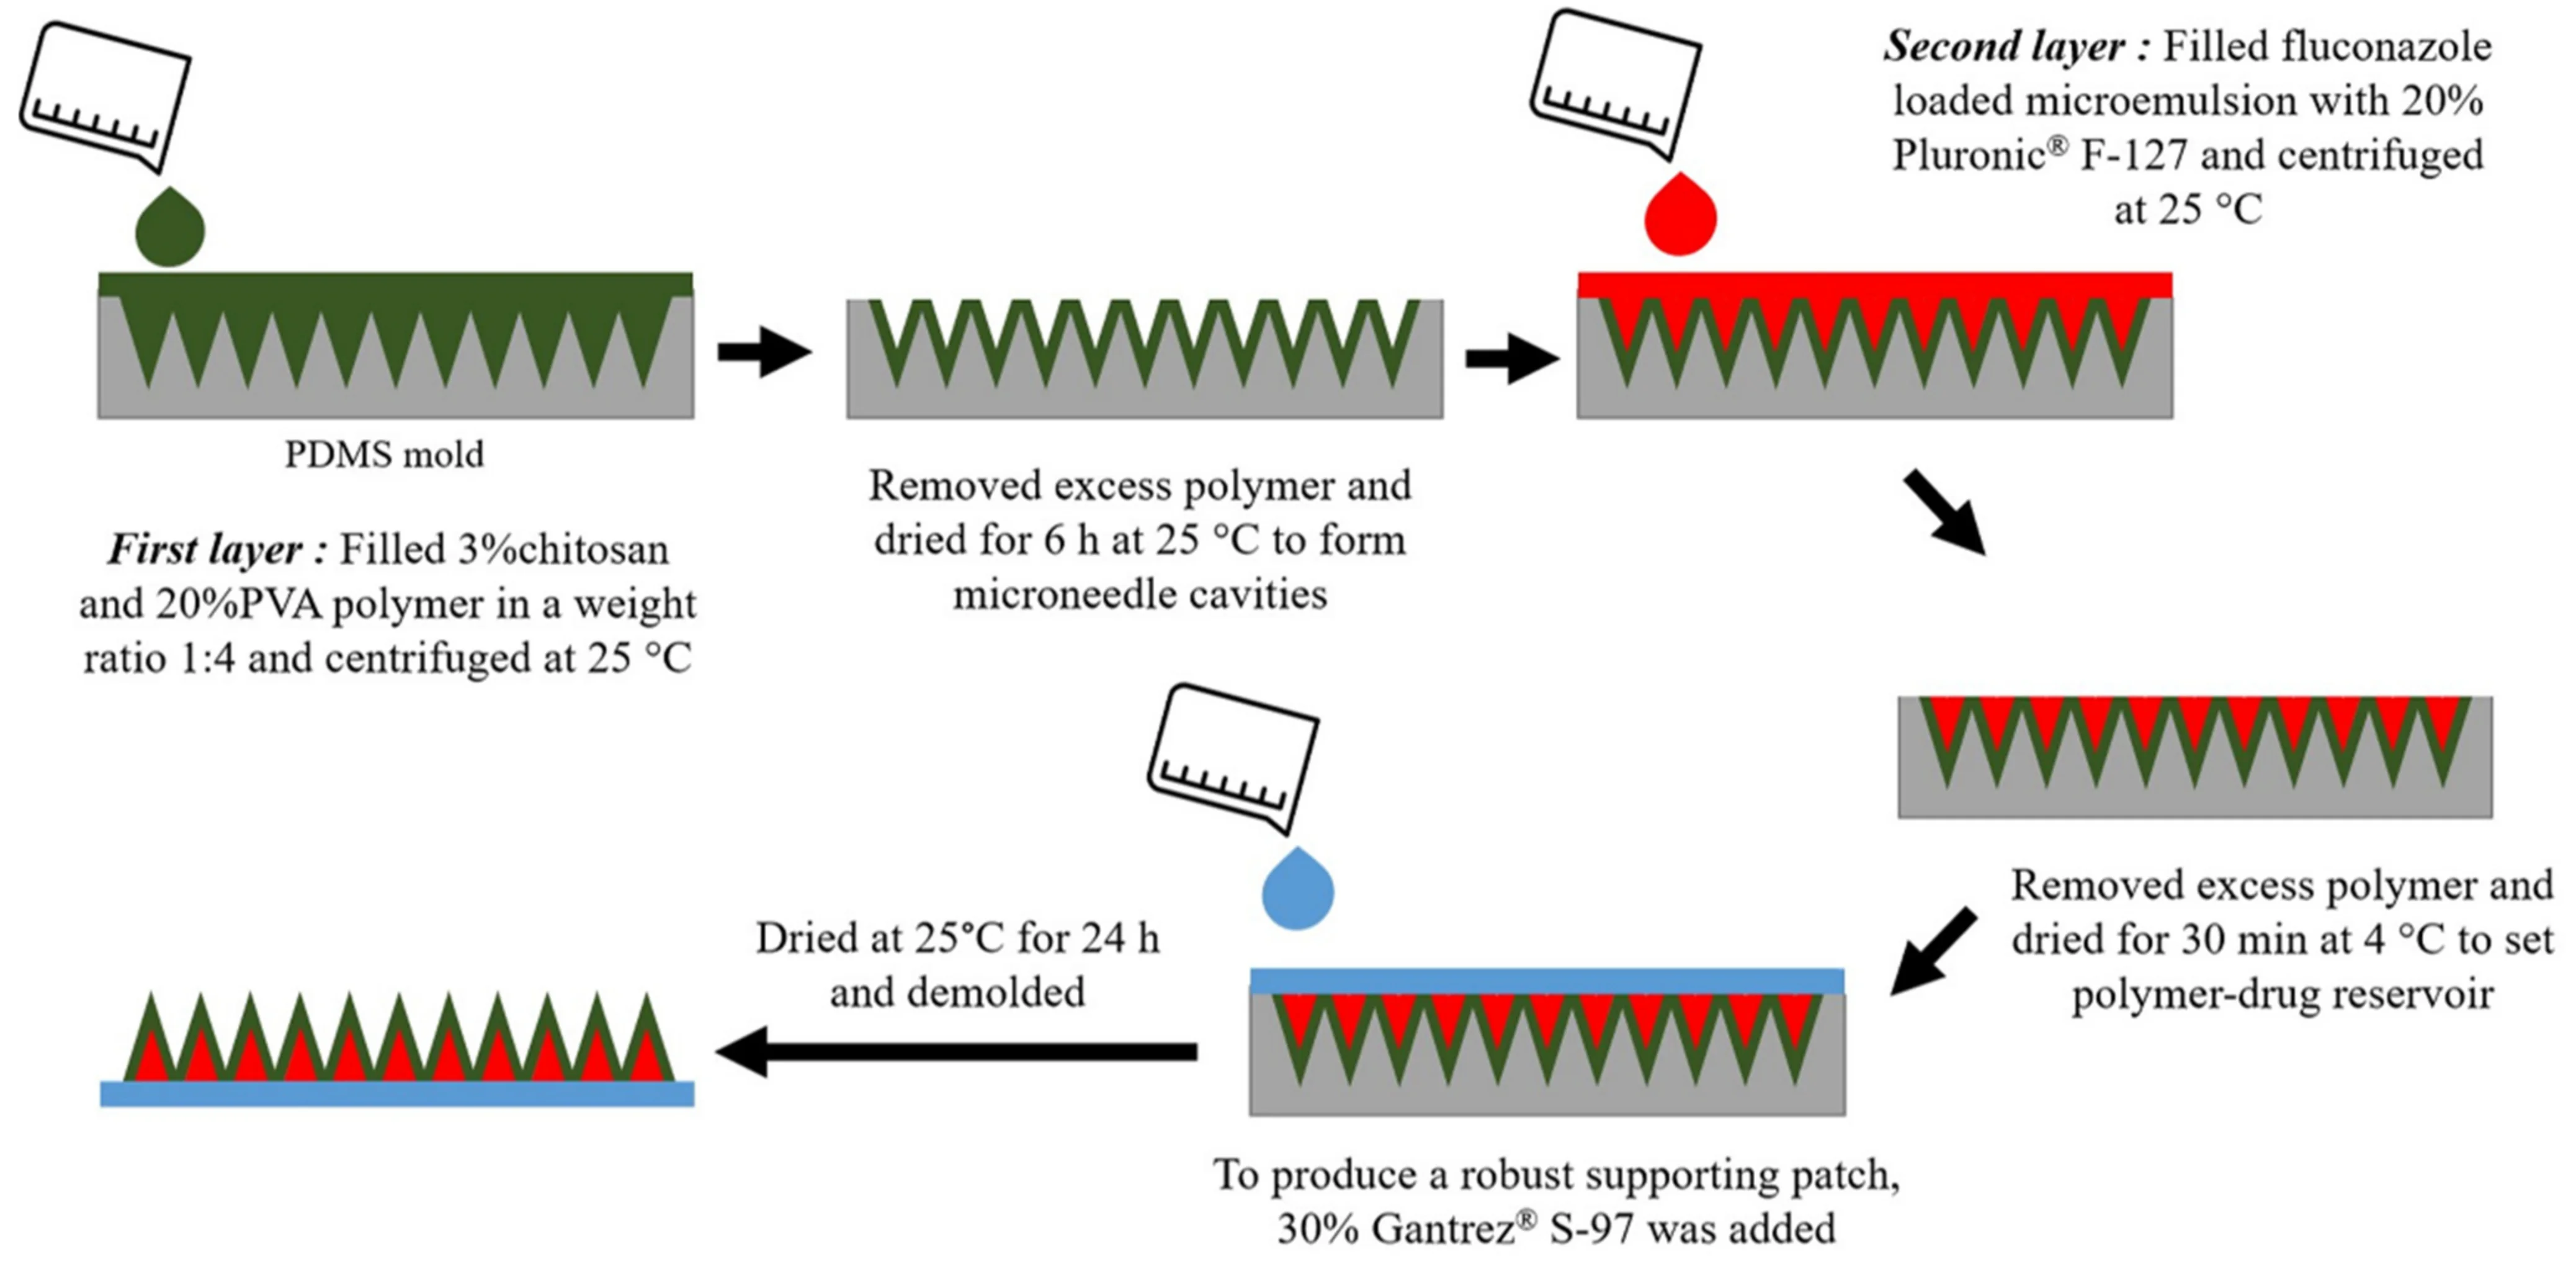 PDMS mold
First layer : Filled 3%chitosan
and 20%PVA polymer in a weight
ratio 1:4 and centrifuged at 25 °C
Removed excess polymer and
dried for 6 h at 25 °C to form
microneedle cavities
Second layer : Filled fluconazole
loaded microemulsion with 20%
Pluronic® F-127 and centrifuged
at 25 °C
Removed excess polymer and
dried for 30 min at 4 °C to set
polymer-drug reservoir
To produce a robust supporting patch,
30% Gantrez® S-97 was added
Dried at 25°C for 24 h
and demolded